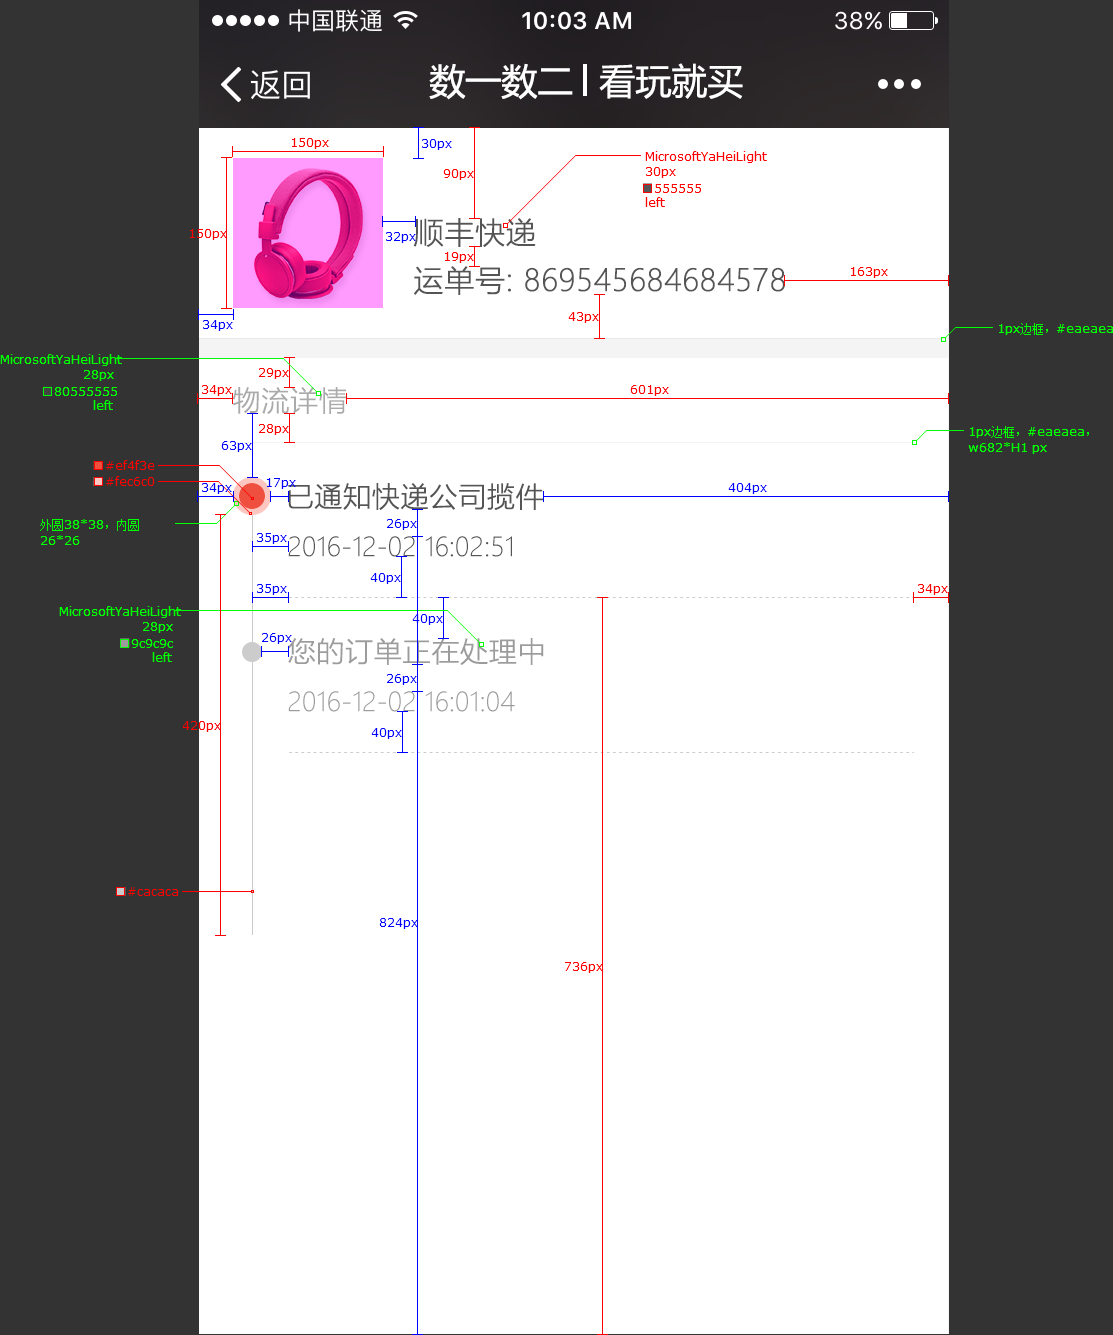 中国联通 10:03 AM 38%
返回 数一数二 | 看玩就买
150px
30px
90px
MicrosoftYaHeiLight
30px
555555
left
150px
32px
顺丰快递
19px
运单号: 869545684684578
163px
43px
34px
1px边框，#eaeaea
MicrosoftYaHeiLight
28px
80555555
left
29px
34px
物流详情
601px
28px
63px
1px边框，#eaeaea，
w682*H1 px
#ef4f3e
#fec6c0
34px
17px
已通知快递公司揽件
404px
外圆38*38，内圆
26*26
26px
35px
2016-12-02 16:02:51
40px
35px
34px
MicrosoftYaHeiLight
28px
9c9c9c
left
40px
26px
您的订单正在处理中
26px
2016-12-02 16:01:04
420px
40px
#cacaca
824px
736px